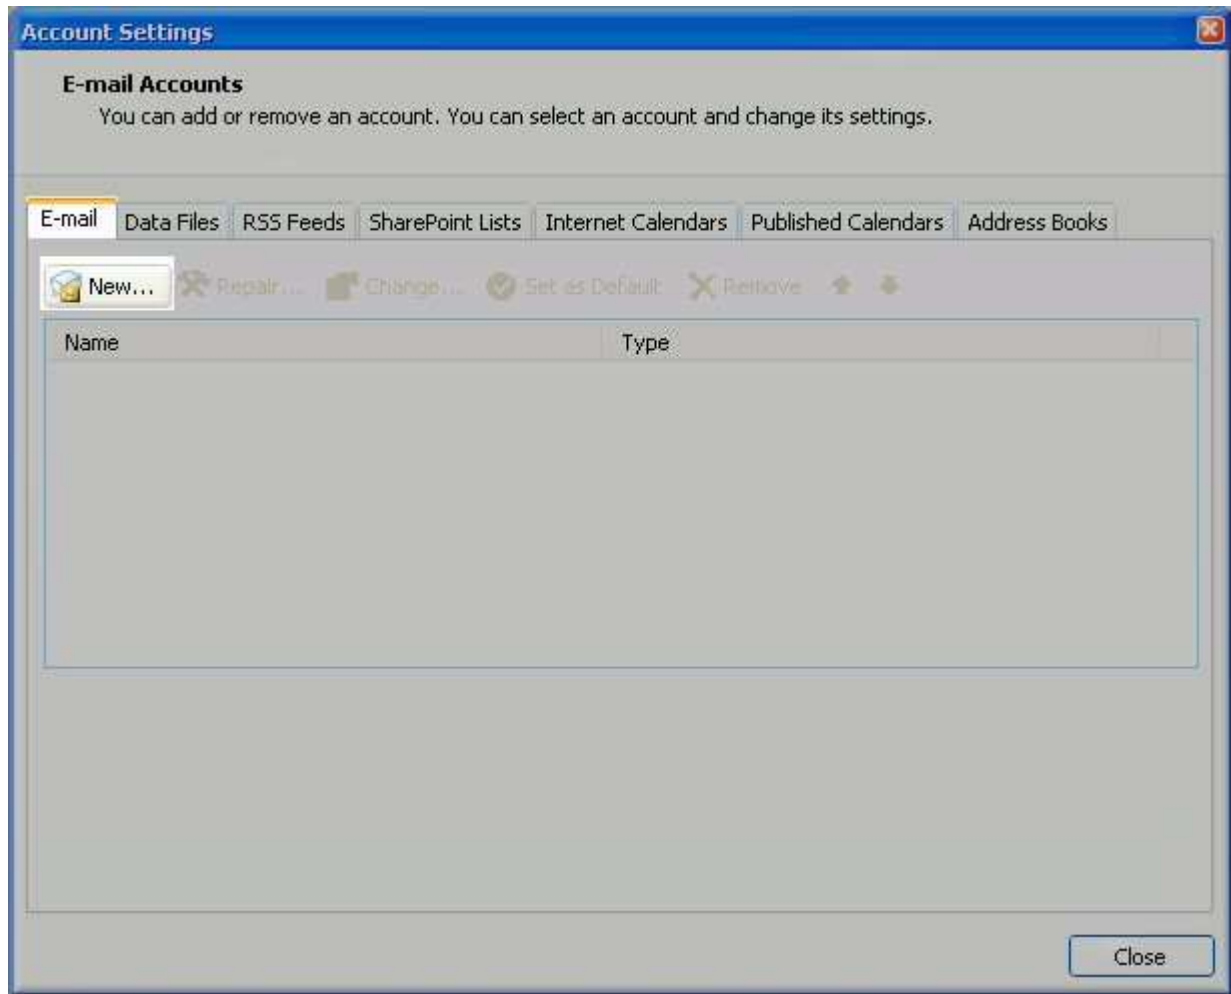 Account Settings
E-mail Accounts
You can add or remove an account. You can select an account and change its settings.
E-mail Data Files RSS Feeds SharePoint Lists Internet Calendars Published Calendars Address Books
New... Repair... Change... Set as Default Remove
Name Type
Close